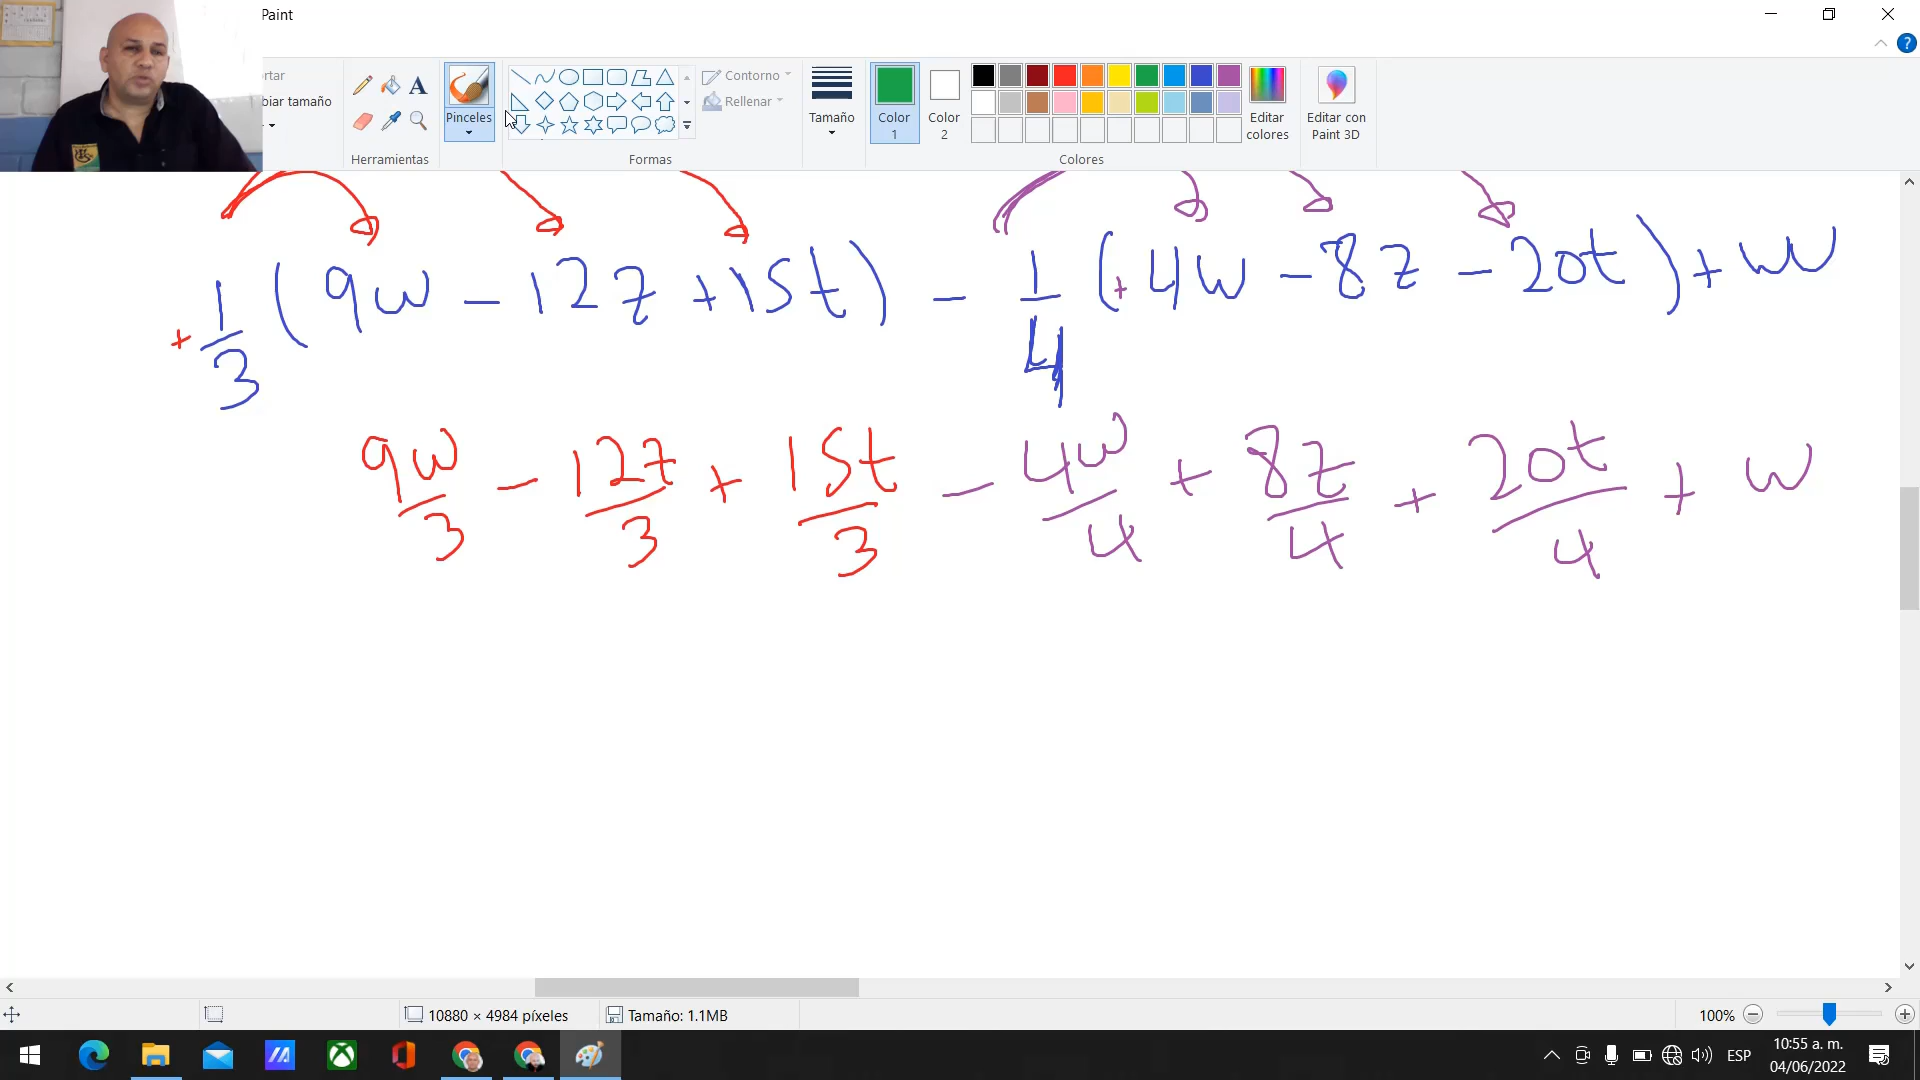 Paint
ortar
biar tamaño
Herramientas
Pinceles
Formas
Contorno
Rellenar
Tamaño
Color 1
Color 2
Colores
Editar colores
Editar con Paint 3D
+ 1/3 (9w - 12z + 15t) - 1/4 (+4w - 8z - 20t) + w
9w/3 - 12z/3 + 15t/3 - 4w/4 + 8z/4 + 20t/4 + w
10880 × 4984 píxeles
Tamaño: 1.1MB
100%
ESP
10:55 a. m.
04/06/2022